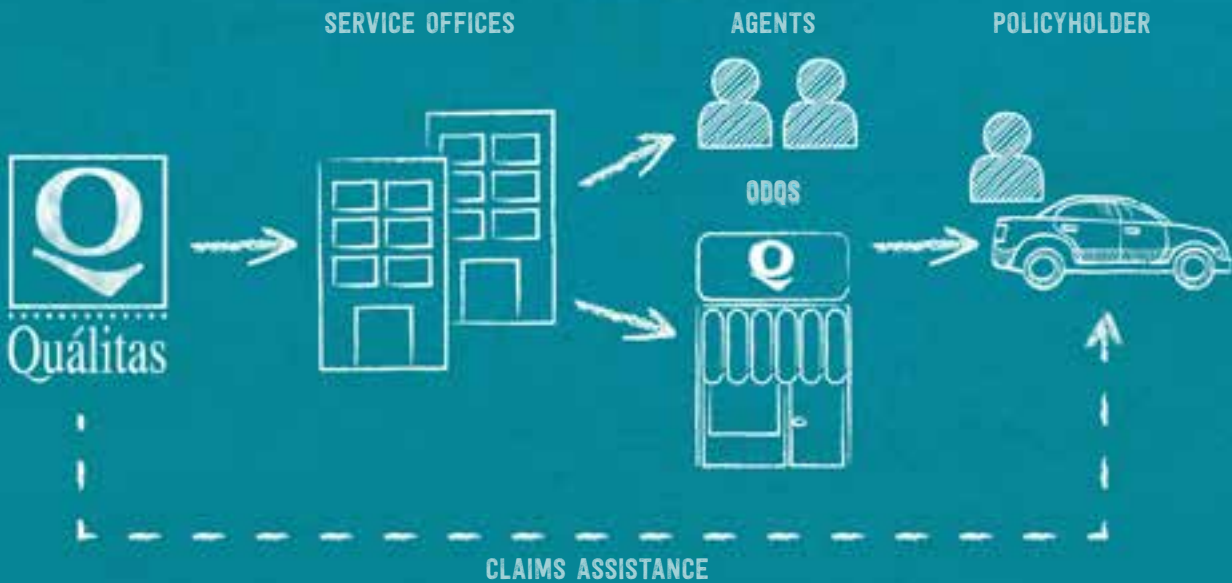 SERVICE OFFICES
AGENTS
POLICYHOLDER
ODQS
Q
Q
Quálitas
CLAIMS ASSISTANCE